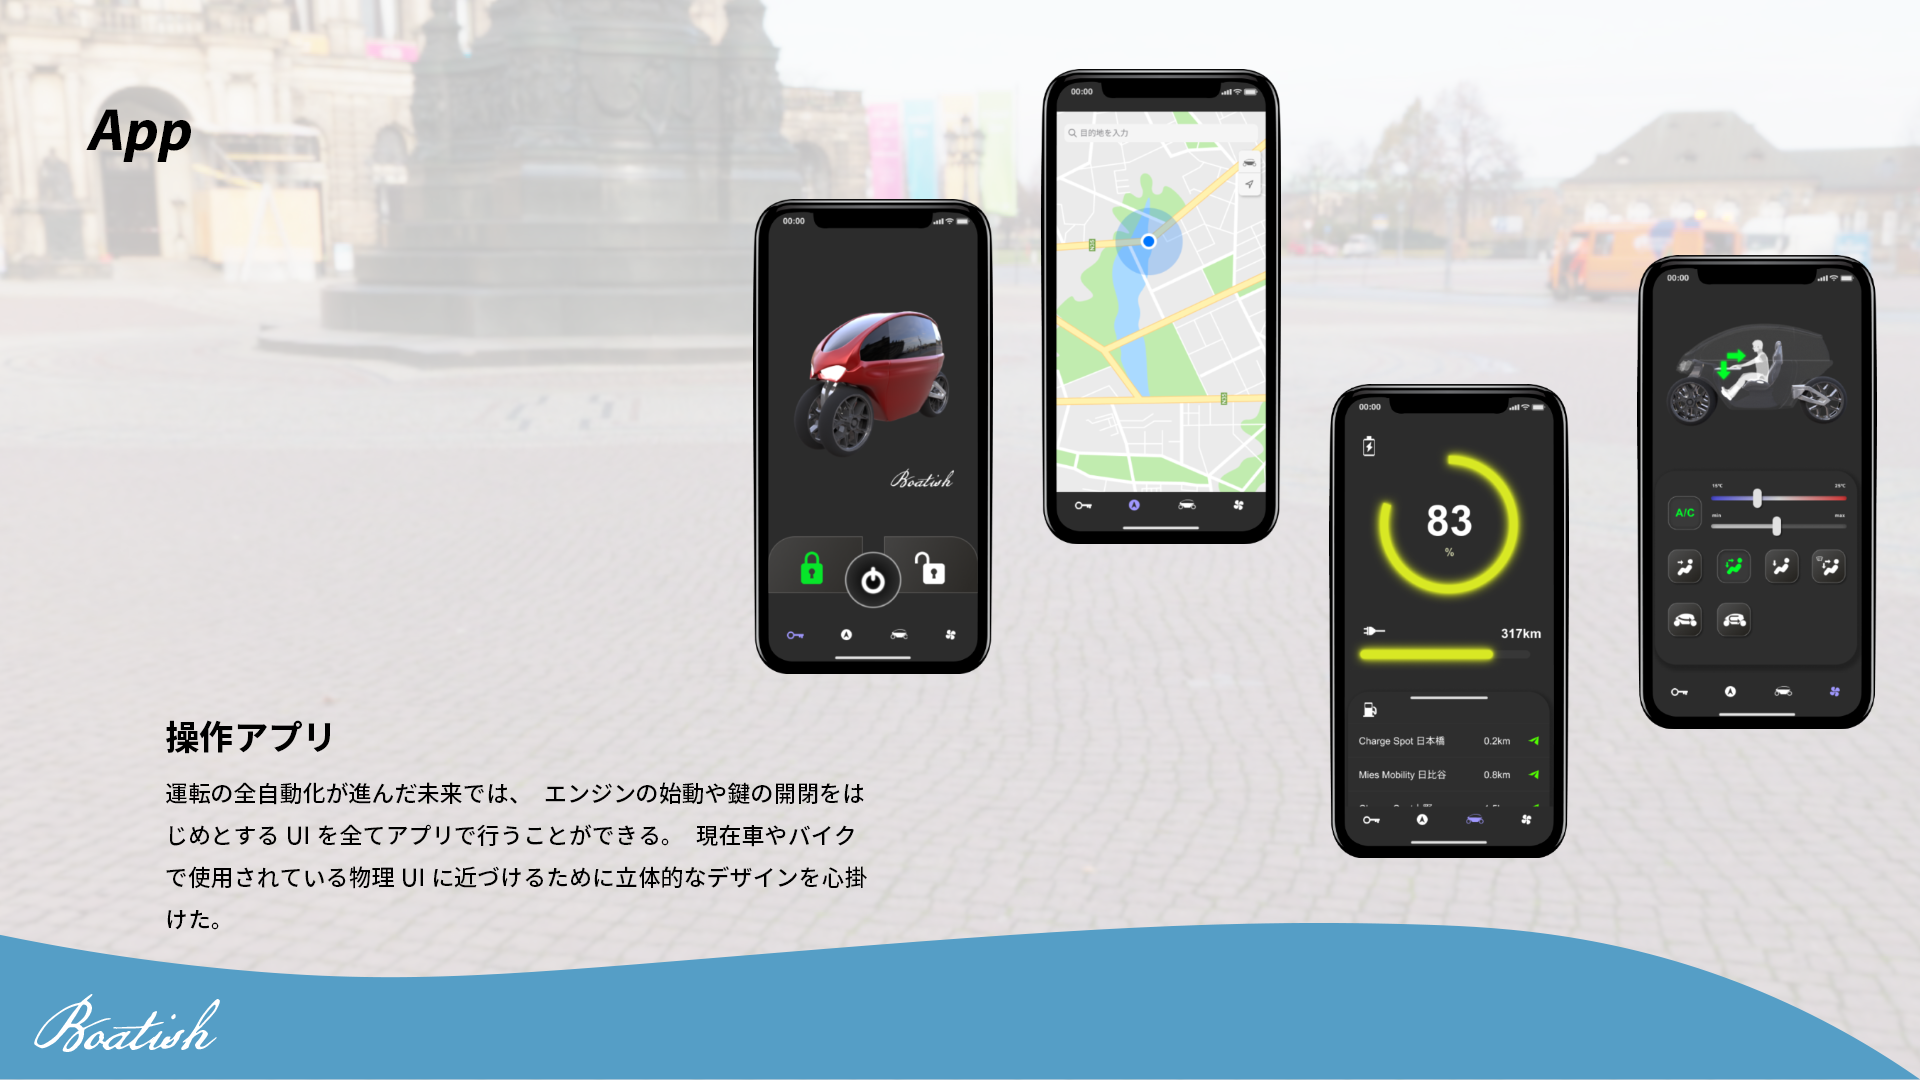 App
00:00
Boatish
00:00
目的地を入力
N35
N35
00:00
83
%
317km
Charge Spot 日本橋 0.2km
Mies Mobility 日比谷 0.8km
00:00
A/C
min max
操作アプリ
運転の全自動化が進んだ未来では、 エンジンの始動や鍵の開閉をは
じめとする UI を全てアプリで行うことができる。 現在車やバイク
で使用されている物理 UI に近づけるために立体的なデザインを心掛
けた。
Boatish